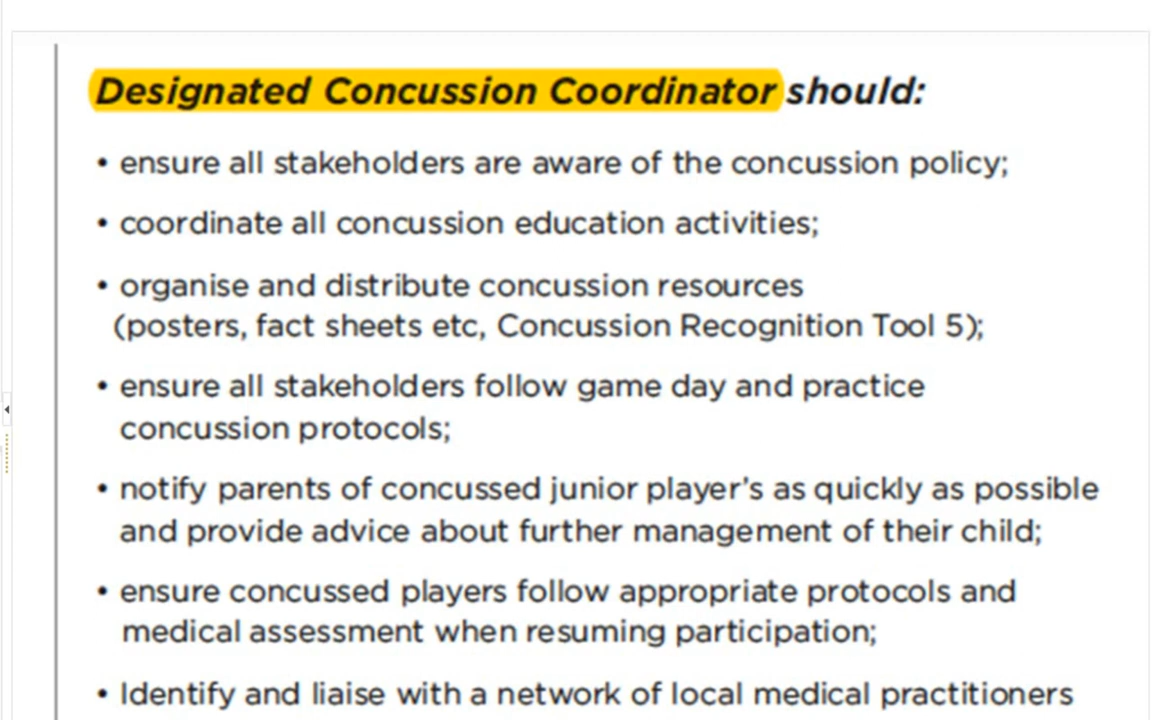 Designated Concussion Coordinator should:
• ensure all stakeholders are aware of the concussion policy;
• coordinate all concussion education activities;
• organise and distribute concussion resources
(posters, fact sheets etc, Concussion Recognition Tool 5);
• ensure all stakeholders follow game day and practice
concussion protocols;
• notify parents of concussed junior player's as quickly as possible
and provide advice about further management of their child;
• ensure concussed players follow appropriate protocols and
medical assessment when resuming participation;
• Identify and liaise with a network of local medical practitioners